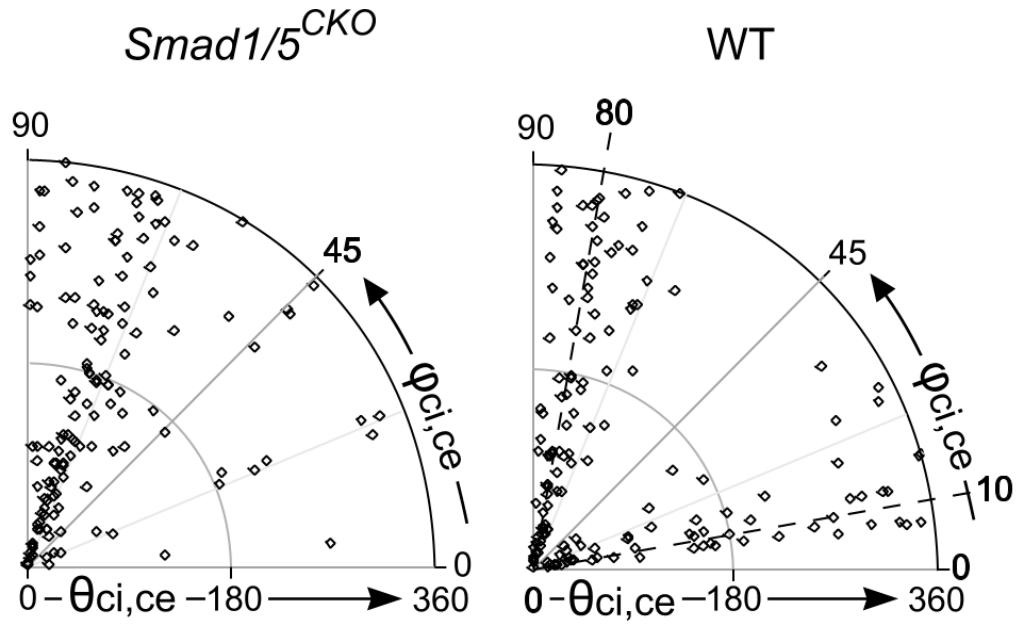 Smad1/5CKO
WT
90
45
φci,ce
0
0 – θci,ce – 180 360
90
80
45
φci,ce
10
0
0 – θci,ce – 180 360